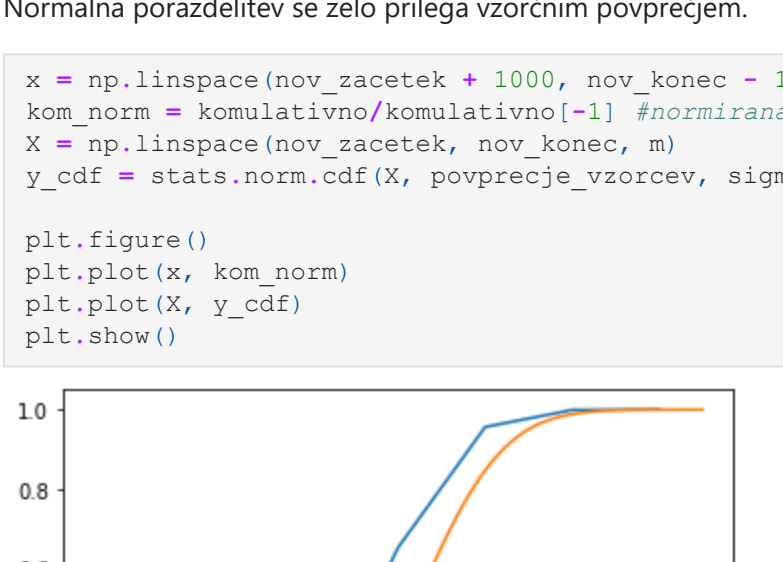 Normalna porazdelitev se zelo prilega vzorčnim povprečjem.
x = np.linspace(nov_zacetek + 1000, nov_konec - 1
kom_norm = komulativno/komulativno[-1] #normirana
X = np.linspace(nov_zacetek, nov_konec, m)
y_cdf = stats.norm.cdf(X, povprecje_vzorcev, sigm
plt.figure()
plt.plot(x, kom_norm)
plt.plot(X, y_cdf)
plt.show()
1.0
0.8